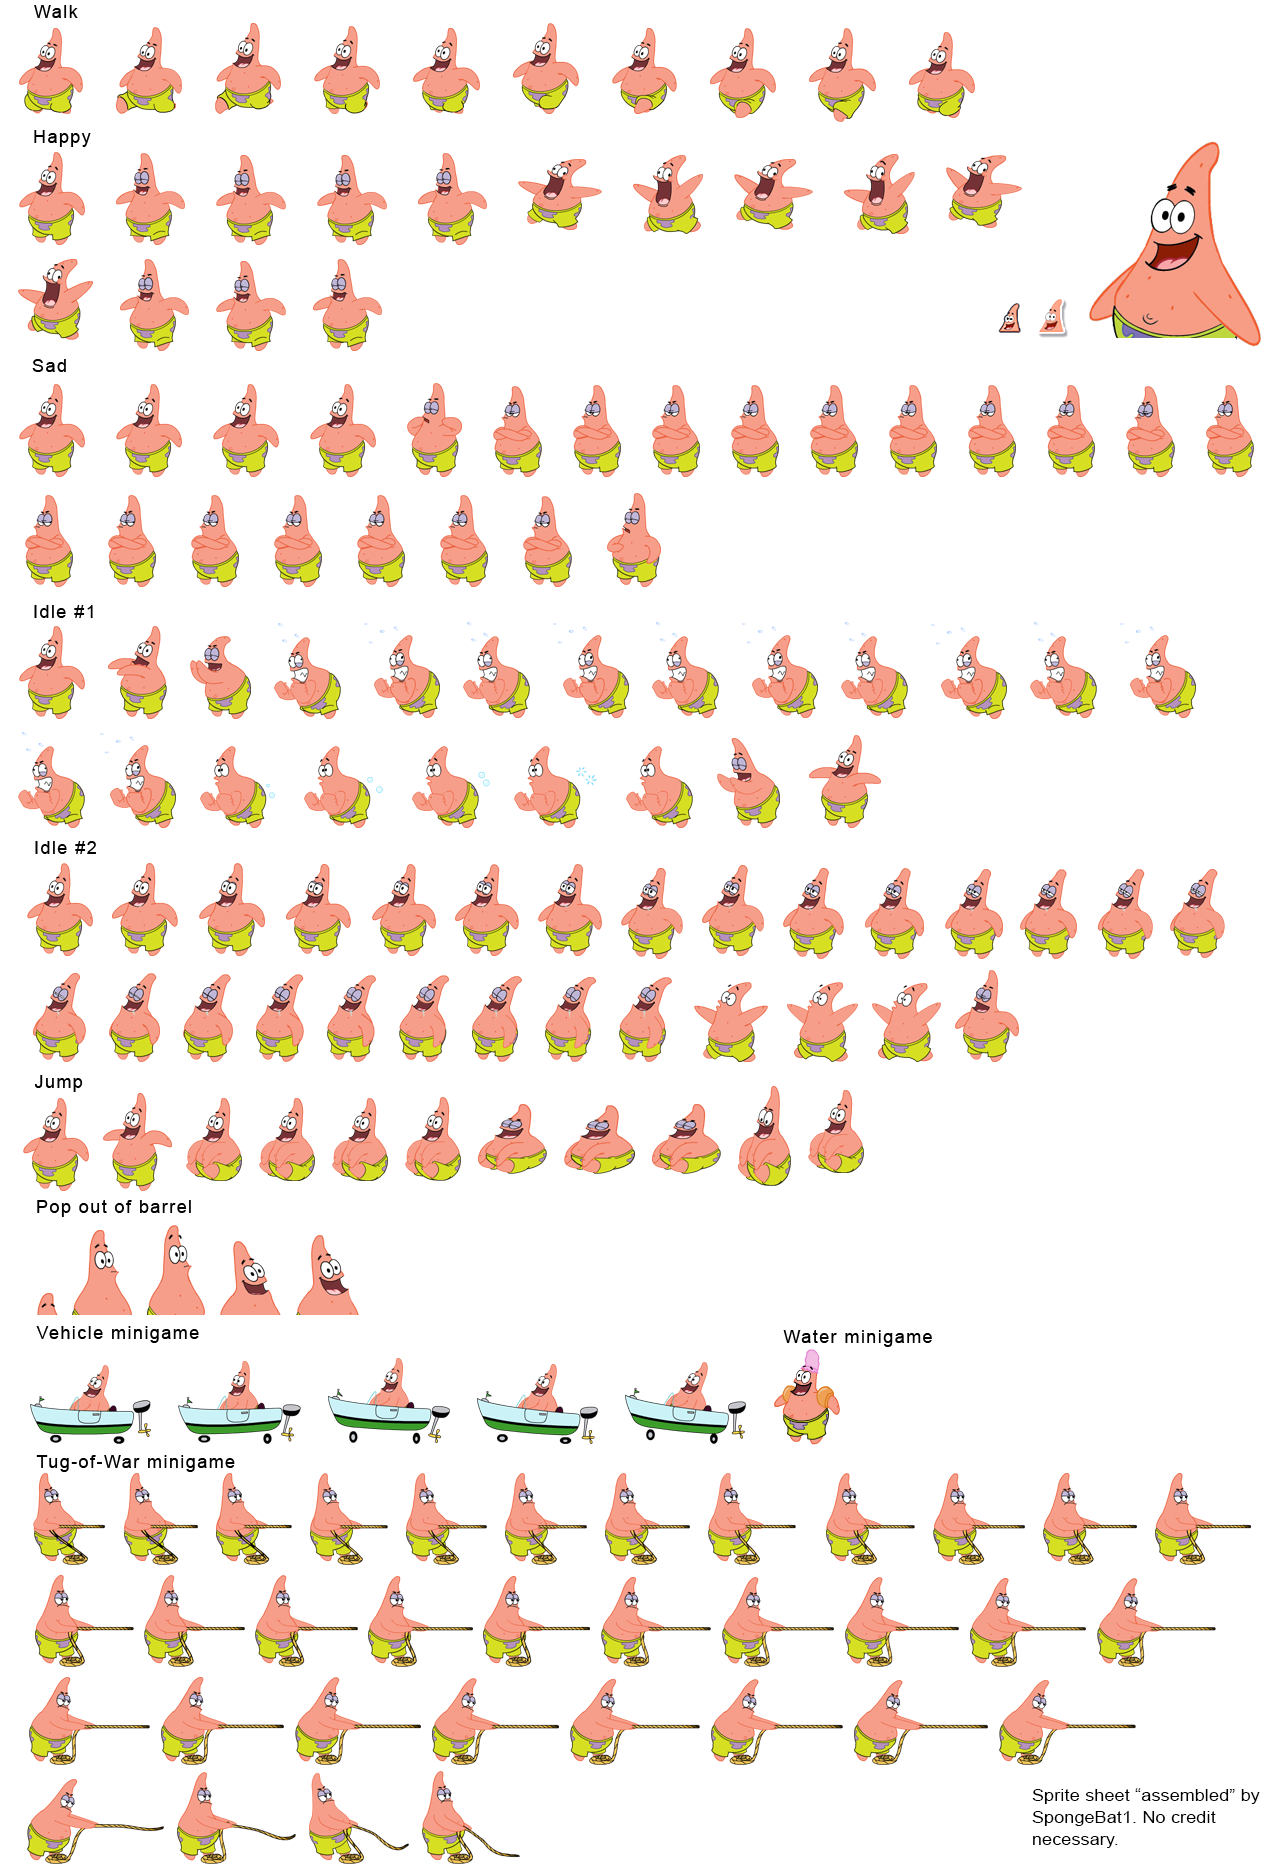 Walk
Happy
Sad
Idle #1
Idle #2
Jump
Pop out of barrel
Vehicle minigame
Water minigame
Tug-of-War minigame
Sprite sheet “assembled” by
SpongeBat1. No credit
necessary.